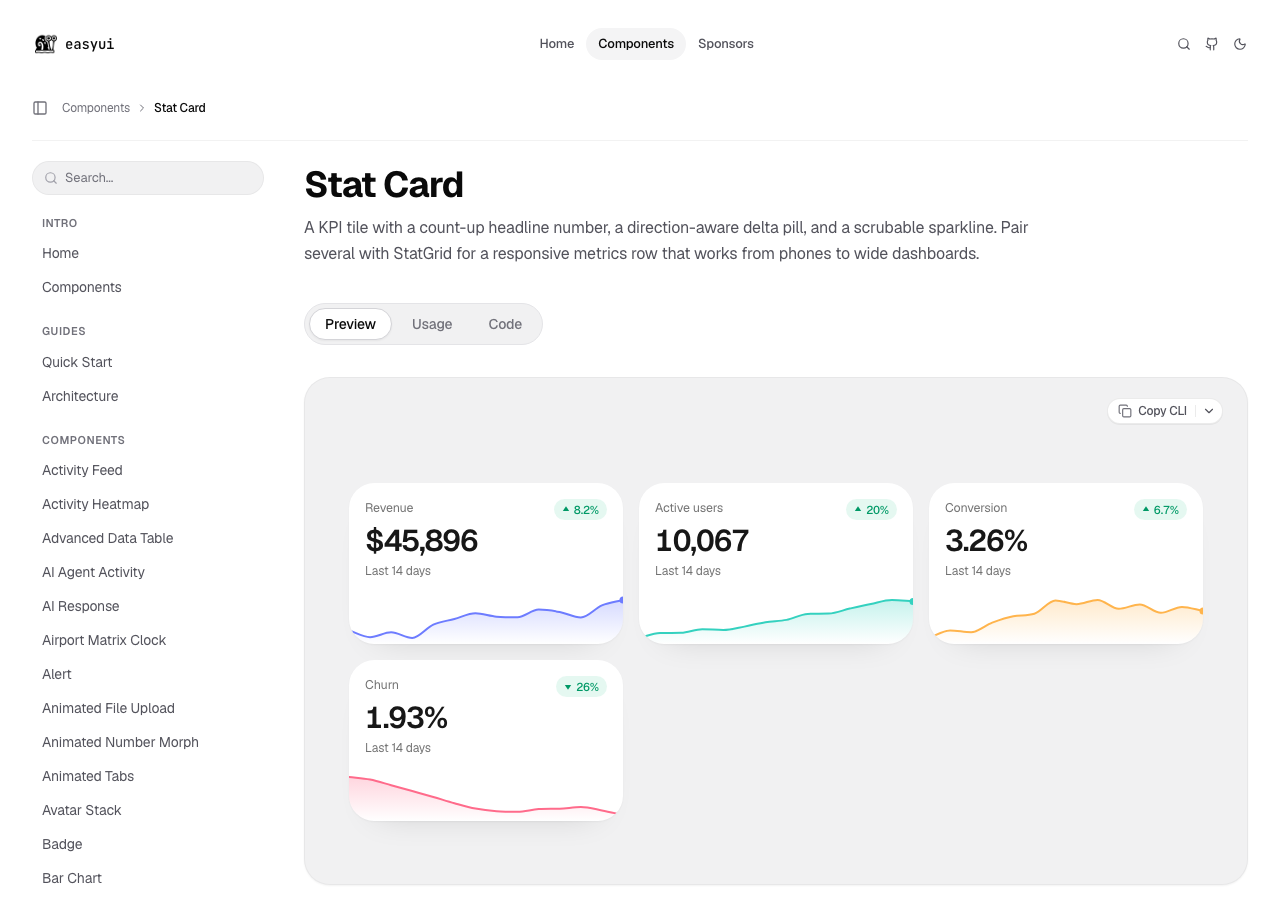 easyui
Home
Components
Sponsors
Components
Stat Card
Search...
INTRO
Home
Components
GUIDES
Quick Start
Architecture
COMPONENTS
Activity Feed
Activity Heatmap
Advanced Data Table
AI Agent Activity
AI Response
Airport Matrix Clock
Alert
Animated File Upload
Animated Number Morph
Animated Tabs
Avatar Stack
Badge
Bar Chart
Stat Card
A KPI tile with a count-up headline number, a direction-aware delta pill, and a scrubable sparkline. Pair
several with StatGrid for a responsive metrics row that works from phones to wide dashboards.
Preview
Usage
Code
Copy CLI
Revenue
8.2%
$45,896
Last 14 days
Active users
20%
10,067
Last 14 days
Conversion
6.7%
3.26%
Last 14 days
Churn
26%
1.93%
Last 14 days